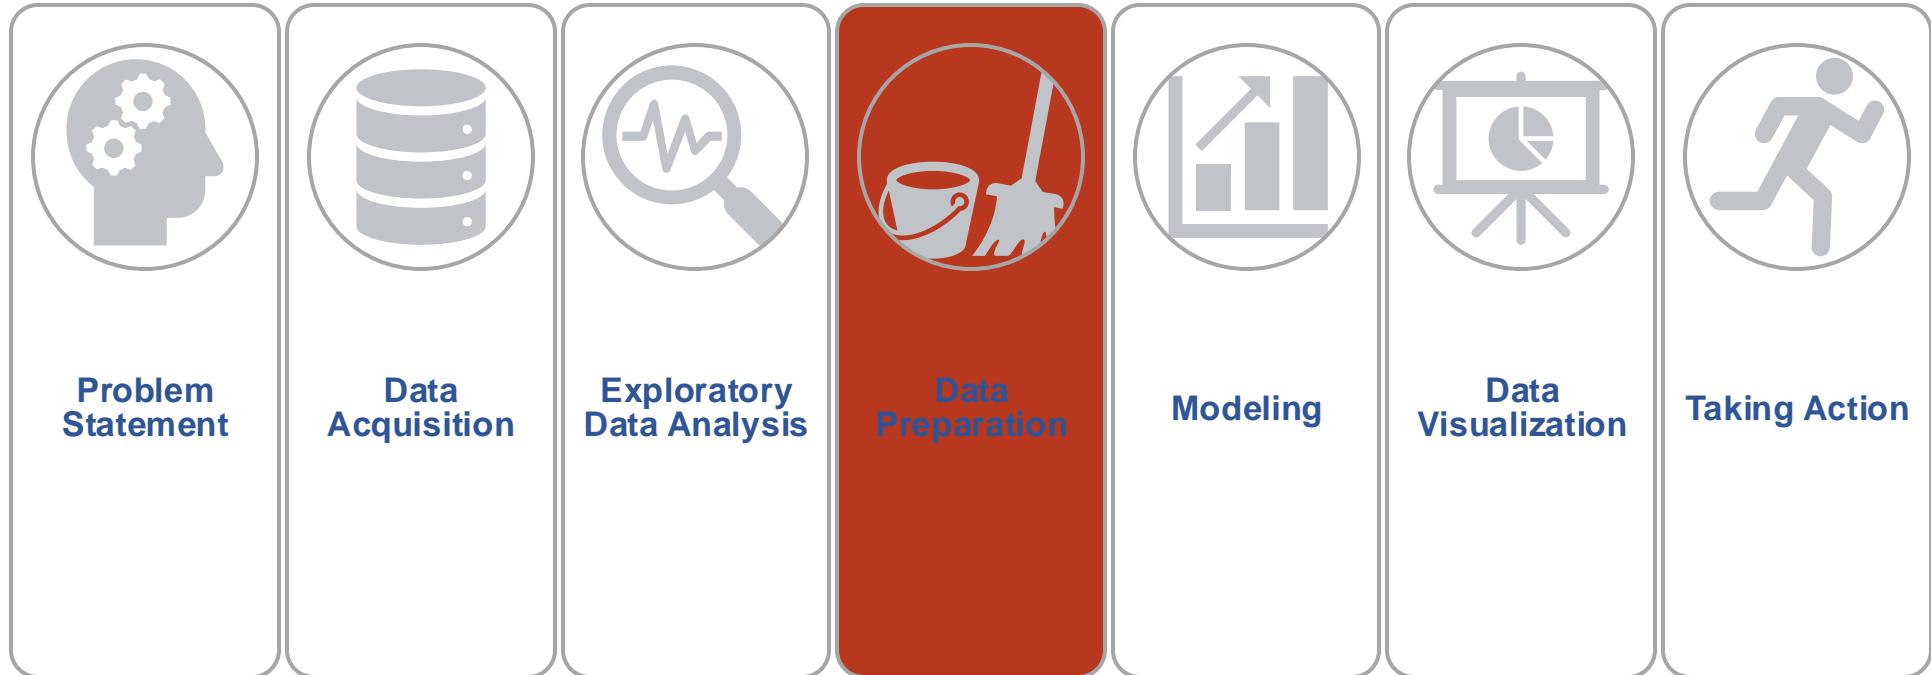 Problem
Statement
Data
Acquisition
Exploratory
Data Analysis
Data
Preparation
Modeling
Data
Visualization
Taking Action